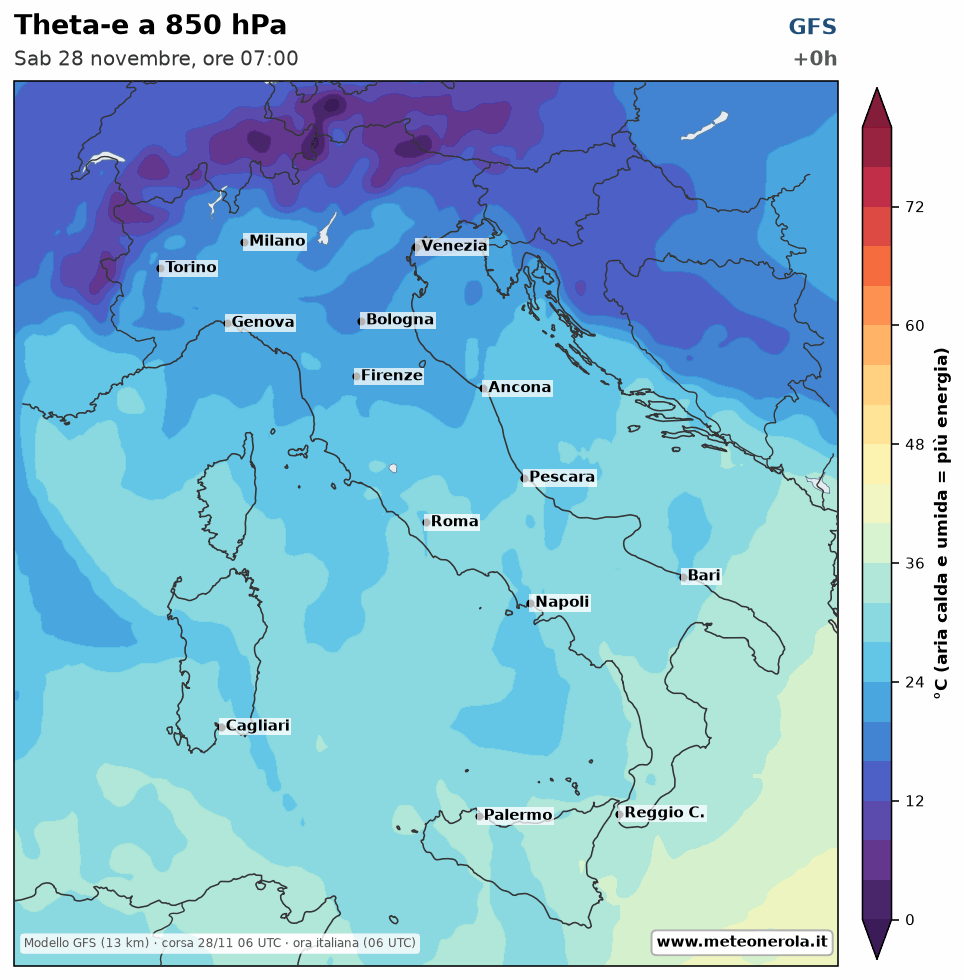 Theta-e a 850 hPa
GFS
Sab 28 novembre, ore 07:00
+0h
Milano
Venezia
Torino
Genova
Bologna
Firenze
Ancona
Pescara
Roma
Bari
Napoli
Cagliari
Palermo
Reggio C.
72
60
48
36
24
12
0
°C (aria calda e umida = più energia)
Modello GFS (13 km) · corsa 28/11 06 UTC · ora italiana (06 UTC)
www.meteonerola.it